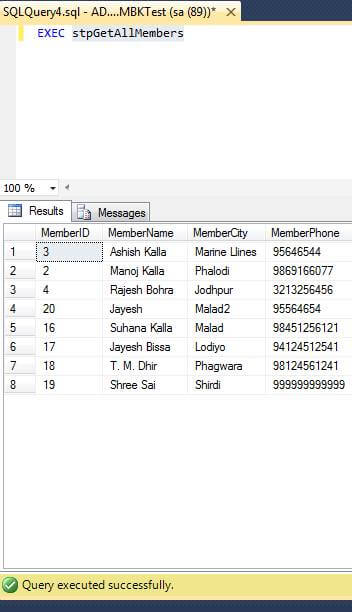 SQLQuery4.sql - AD....MBKTest (sa (89))* ×
EXEC stpGetAllMembers
100 %
Results Messages
MemberID MemberName MemberCity MemberPhone
1 3 Ashish Kalla Marine Llines 95646544
2 2 Manoj Kalla Phalodi 9869166077
3 4 Rajesh Bohra Jodhpur 3213256456
4 20 Jayesh Malad2 95564654
5 16 Suhana Kalla Malad 98451256121
6 17 Jayesh Bissa Lodiyo 94124512541
7 18 T. M. Dhir Phagwara 98124561241
8 19 Shree Sai Shirdi 999999999999
Query executed successfully.